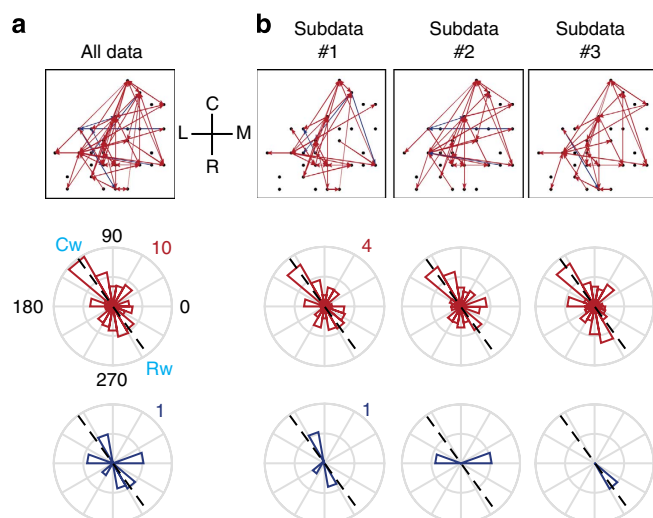 a
b
All data
Subdata
#1
Subdata
#2
Subdata
#3
C
L
M
R
Cw
90
10
180
0
Rw
270
4
1
1